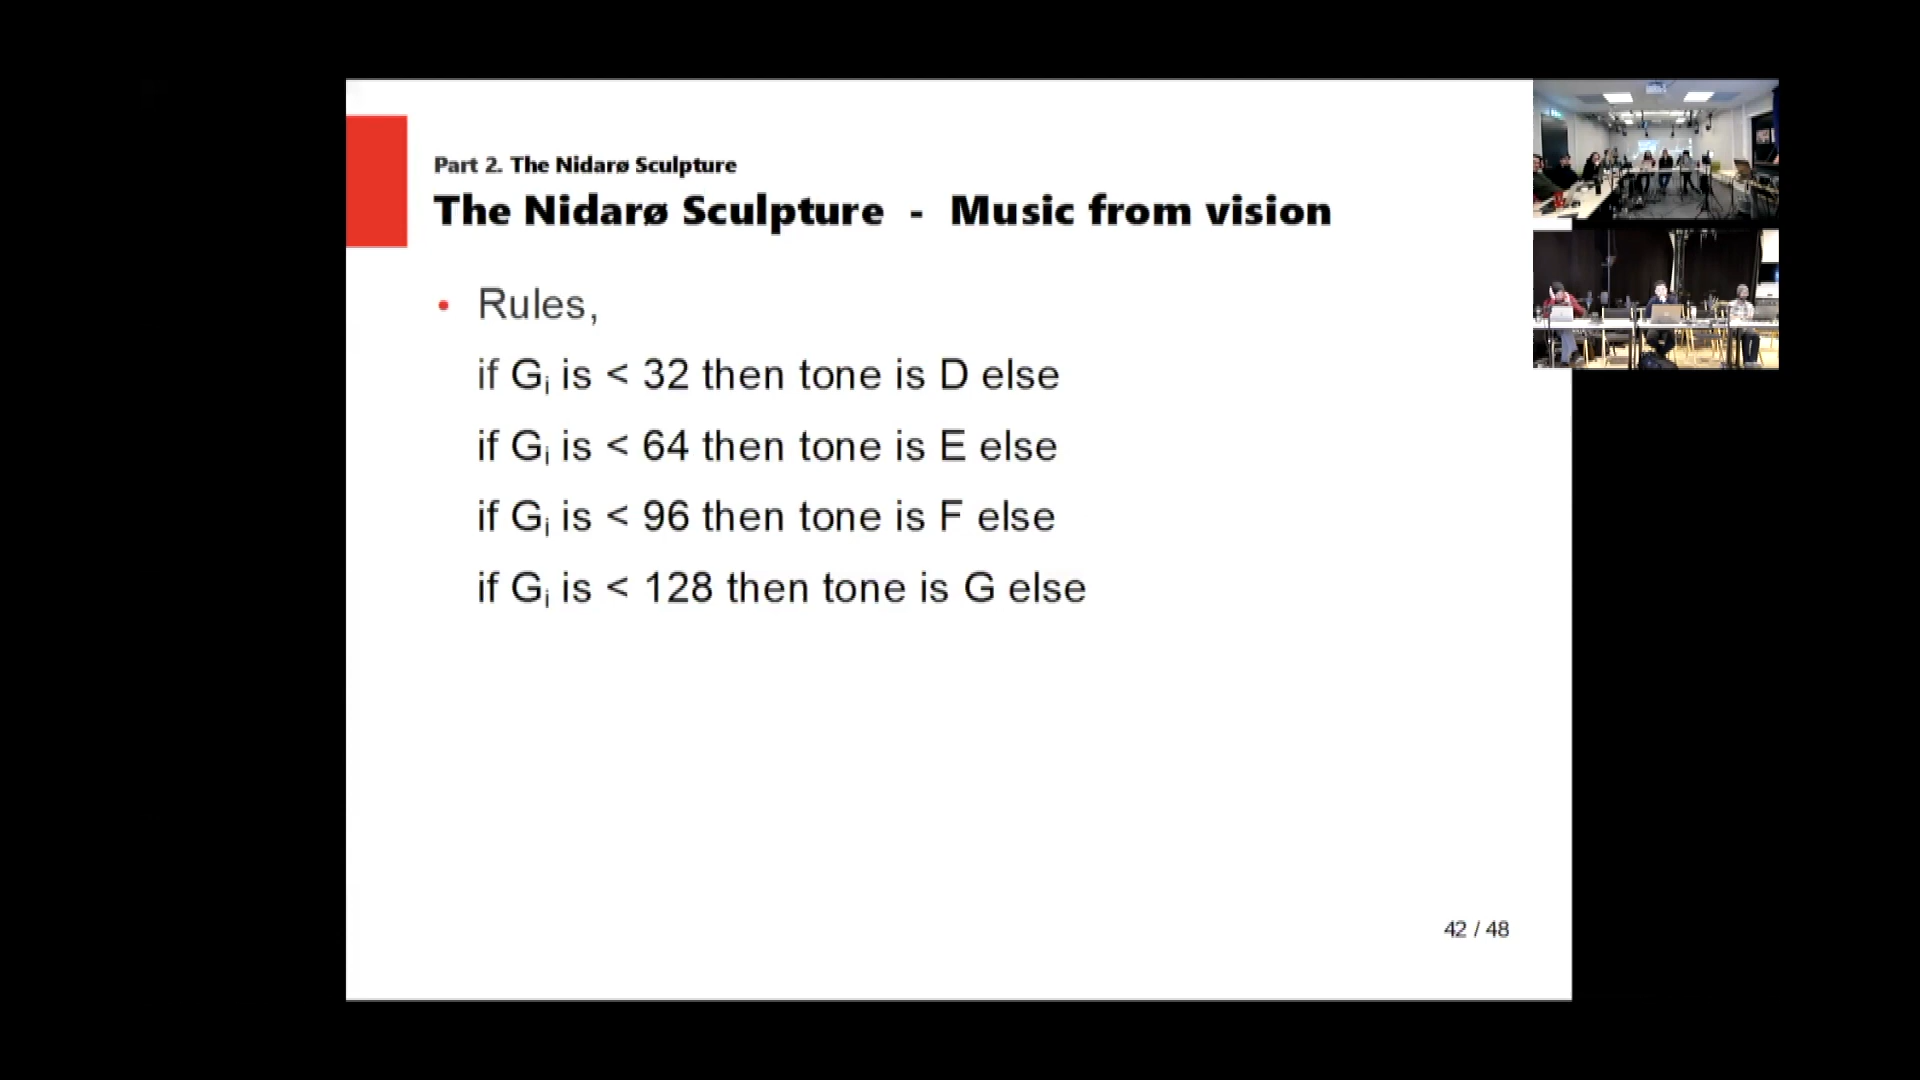 Part 2. The Nidarø Sculpture
The Nidarø Sculpture - Music from vision
• Rules,
if Gᵢ is < 32 then tone is D else
if Gᵢ is < 64 then tone is E else
if Gᵢ is < 96 then tone is F else
if Gᵢ is < 128 then tone is G else
42 / 48